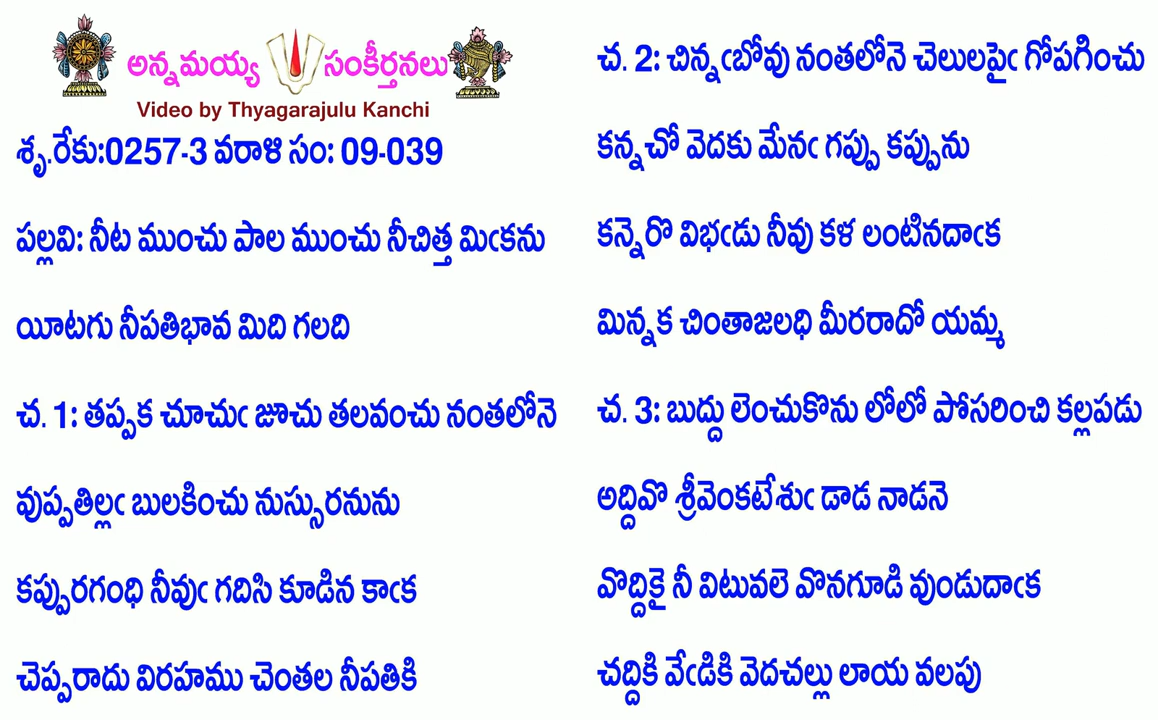 అన్నమయ్య సంకీర్తనలు
Video by Thyagarajulu Kanchi
శృ.రేకు:0257-3 వరాళి సం: 09-039
పల్లవి: నీట ముంచు పాల ముంచు నీచిత్త మిఁకను
యీటగు నీపతిభావ మిది గలది
చ. 1: తప్పక చూచుఁ జూచు తలవంచు నంతలోనె
వుప్పతిల్లఁ బులకించు నుస్సురనును
కప్పురగంధి నీవుఁ గదిసి కూడిన కాఁక
చెప్పరాదు విరహము చెంతల నీపతికి
చ. 2: చిన్నఁబోవు నంతలోనె చెలులపైఁ గోపగించు
కన్నచో వెదకు మేనఁ గప్పు కప్పును
కన్నెరొ విభఁడు నీవు కళ లంటినదాఁక
మిన్నక చింతాజలధి మీరరాదో యమ్మ
చ. 3: బుద్దు లెంచుకొను లోలో పోసరించి కల్లపడు
అద్దివొ శ్రీవెంకటేశుఁ డాడ నాడనె
వొద్దికై నీ విటువలె వొనగూడి వుండుదాఁక
చద్దికి వేఁడికి వెదచల్లు లాయ వలపు